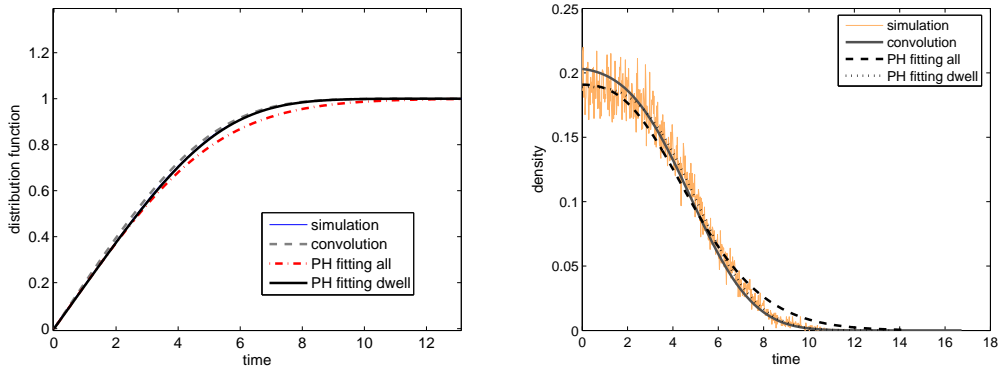 1.2
1
0.8
0.6
0.4
0.2
0
0 2 4 6 8 10 12
distribution function
time
simulation
convolution
PH fitting all
PH fitting dwell
0.25
0.2
0.15
0.1
0.05
0
0 2 4 6 8 10 12 14 16 18
density
time
simulation
convolution
PH fitting all
PH fitting dwell